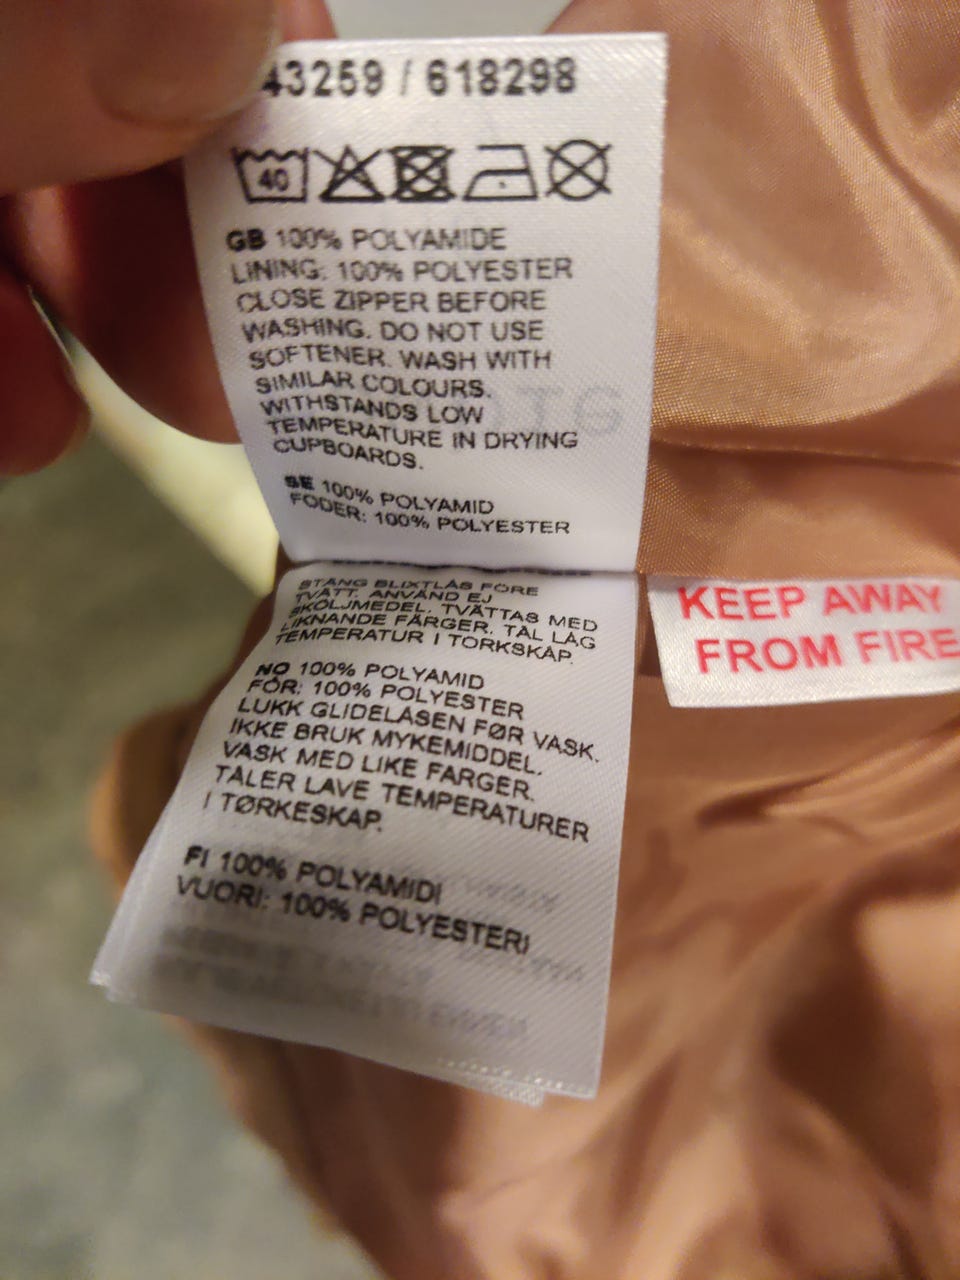 43259 / 618298
40
GB 100% POLYAMIDE
LINING: 100% POLYESTER
CLOSE ZIPPER BEFORE
WASHING. DO NOT USE
SOFTENER. WASH WITH
SIMILAR COLOURS.
WITHSTANDS LOW
TEMPERATURE IN DRYING
CUPBOARDS.
SE 100% POLYAMID
FODER: 100% POLYESTER
STÄNG BLIXTLÅS FÖRE
TVÄTT. ANVÄND EJ
SKÖLJMEDEL. TVÄTTAS MED
LIKNANDE FÄRGER. TÅL LÅG
TEMPERATUR I TORKSKÅP.
NO 100% POLYAMID
FÔR: 100% POLYESTER
LUKK GLIDELÅSEN FØR VASK.
IKKE BRUK MYKEMIDDEL.
VASK MED LIKE FARGER.
TÅLER LAVE TEMPERATURER
I TØRKESKAP.
FI 100% POLYAMIDI
VUORI: 100% POLYESTERI
KEEP AWAY
FROM FIRE